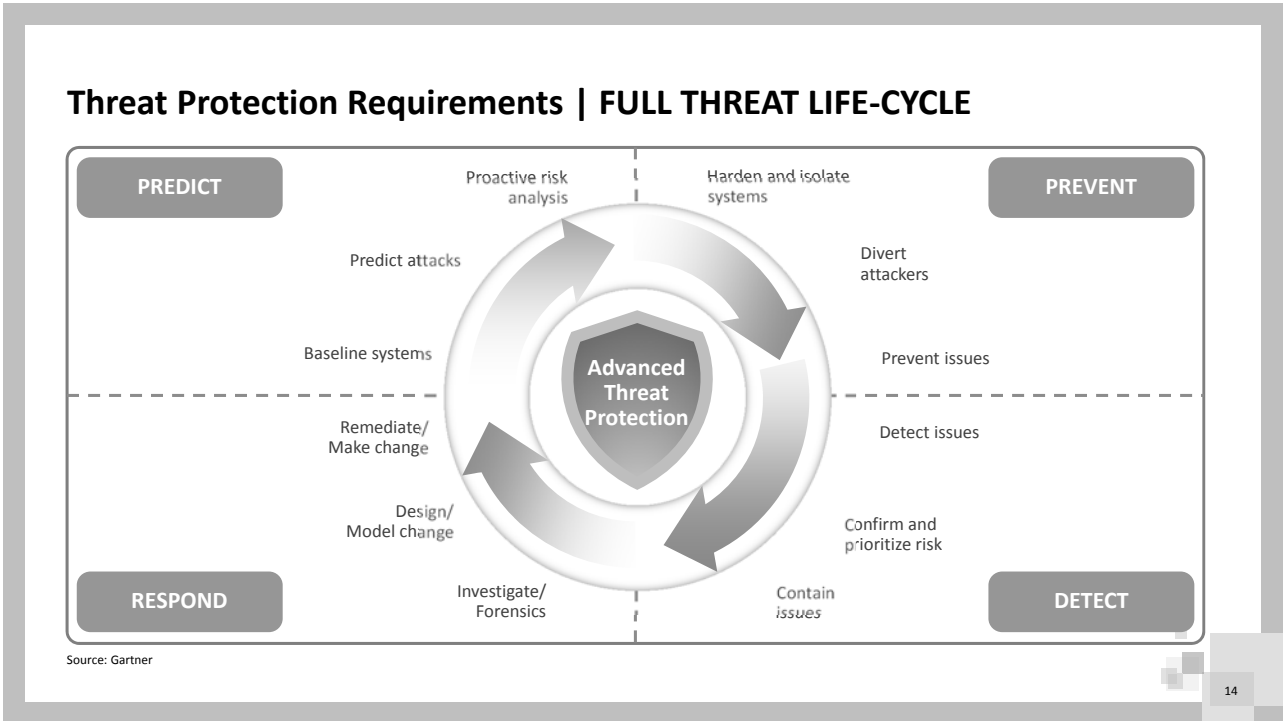 Threat Protection Requirements | FULL THREAT LIFE-CYCLE
PREDICT
Proactive risk
analysis
Predict attacks
Baseline systems
Harden and isolate
systems
PREVENT
Divert
attackers
Prevent issues
Advanced
Threat
Protection
Remediate/
Make change
Design/
Model change
Investigate/
Forensics
RESPOND
Detect issues
Confirm and
prioritize risk
Contain
issues
DETECT
Source: Gartner
14